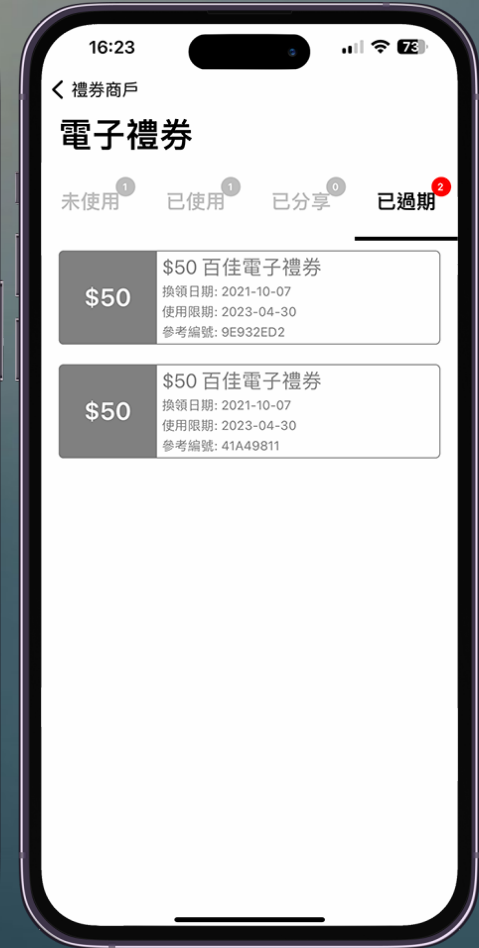 16:23
73
禮券商戶
電子禮券
未使用 1
已使用 1
已分享 0
已過期 2
$50
$50 百佳電子禮券
換領日期: 2021-10-07
使用限期: 2023-04-30
參考編號: 9E932ED2
$50
$50 百佳電子禮券
換領日期: 2021-10-07
使用限期: 2023-04-30
參考編號: 41A49811